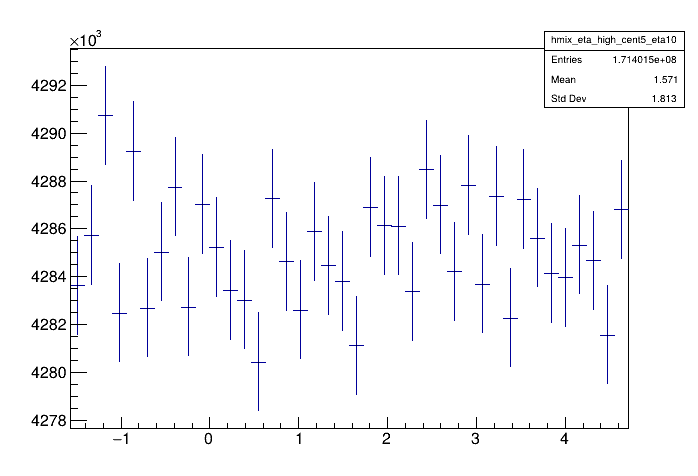 ×10³
hmix_eta_high_cent5_eta10
Entries 1.714015e+08
Mean 1.571
Std Dev 1.813
4292
4290
4288
4286
4284
4282
4280
4278
−1 0 1 2 3 4